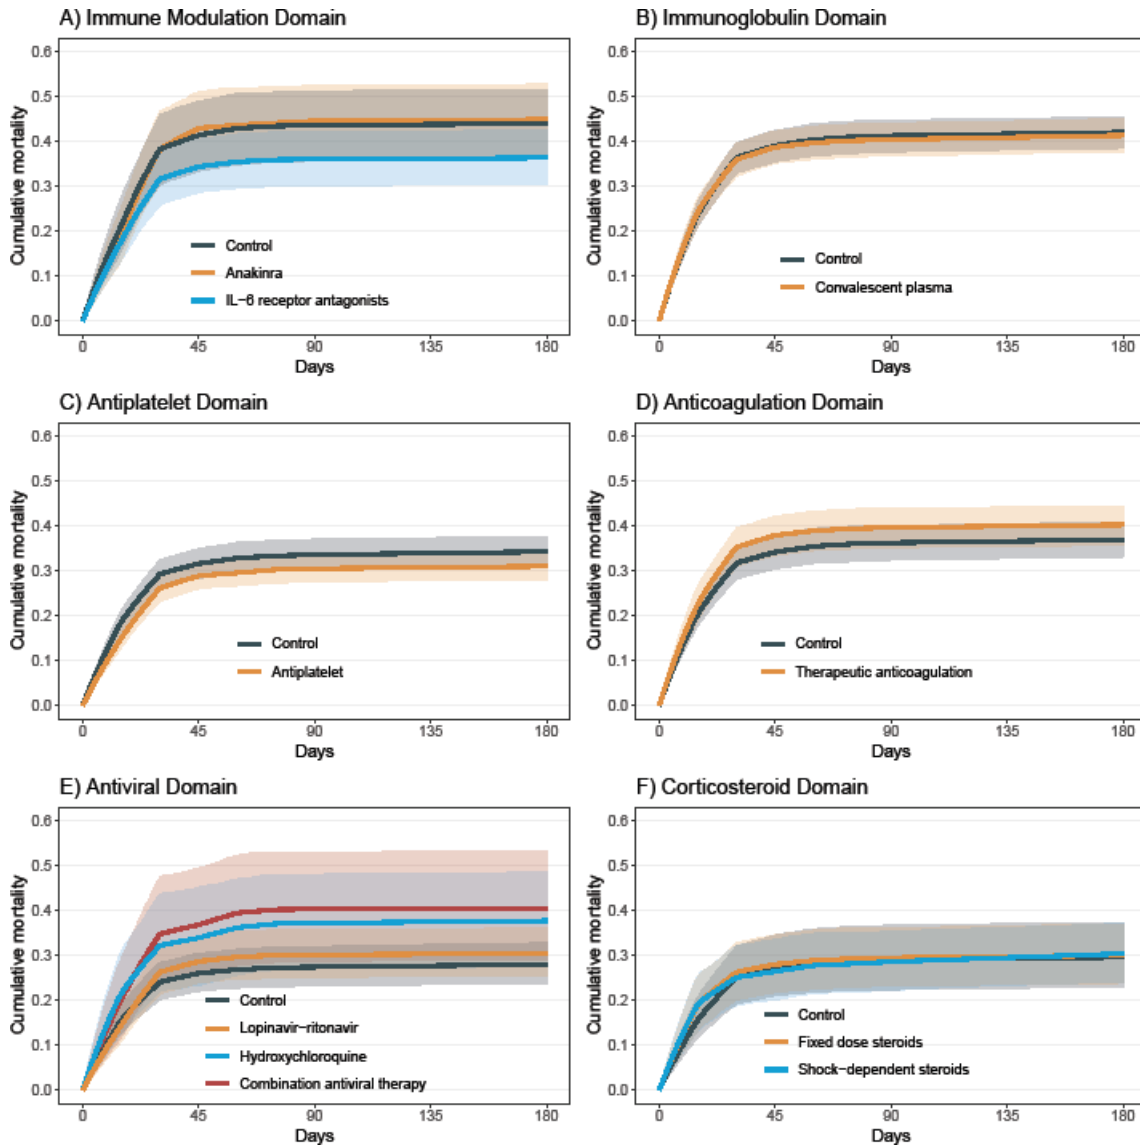 A) Immune Modulation Domain
Cumulative mortality
0.6
0.5
0.4
0.3
0.2
0.1
0.0
Control
Anakinra
IL−6 receptor antagonists
0 45 90 135 180
Days
B) Immunoglobulin Domain
Cumulative mortality
0.6
0.5
0.4
0.3
0.2
0.1
0.0
Control
Convalescent plasma
0 45 90 135 180
Days
C) Antiplatelet Domain
Cumulative mortality
0.6
0.5
0.4
0.3
0.2
0.1
0.0
Control
Antiplatelet
0 45 90 135 180
Days
D) Anticoagulation Domain
Cumulative mortality
0.6
0.5
0.4
0.3
0.2
0.1
0.0
Control
Therapeutic anticoagulation
0 45 90 135 180
Days
E) Antiviral Domain
Cumulative mortality
0.6
0.5
0.4
0.3
0.2
0.1
0.0
Control
Lopinavir−ritonavir
Hydroxychloroquine
Combination antiviral therapy
0 45 90 135 180
Days
F) Corticosteroid Domain
Cumulative mortality
0.6
0.5
0.4
0.3
0.2
0.1
0.0
Control
Fixed dose steroids
Shock−dependent steroids
0 45 90 135 180
Days